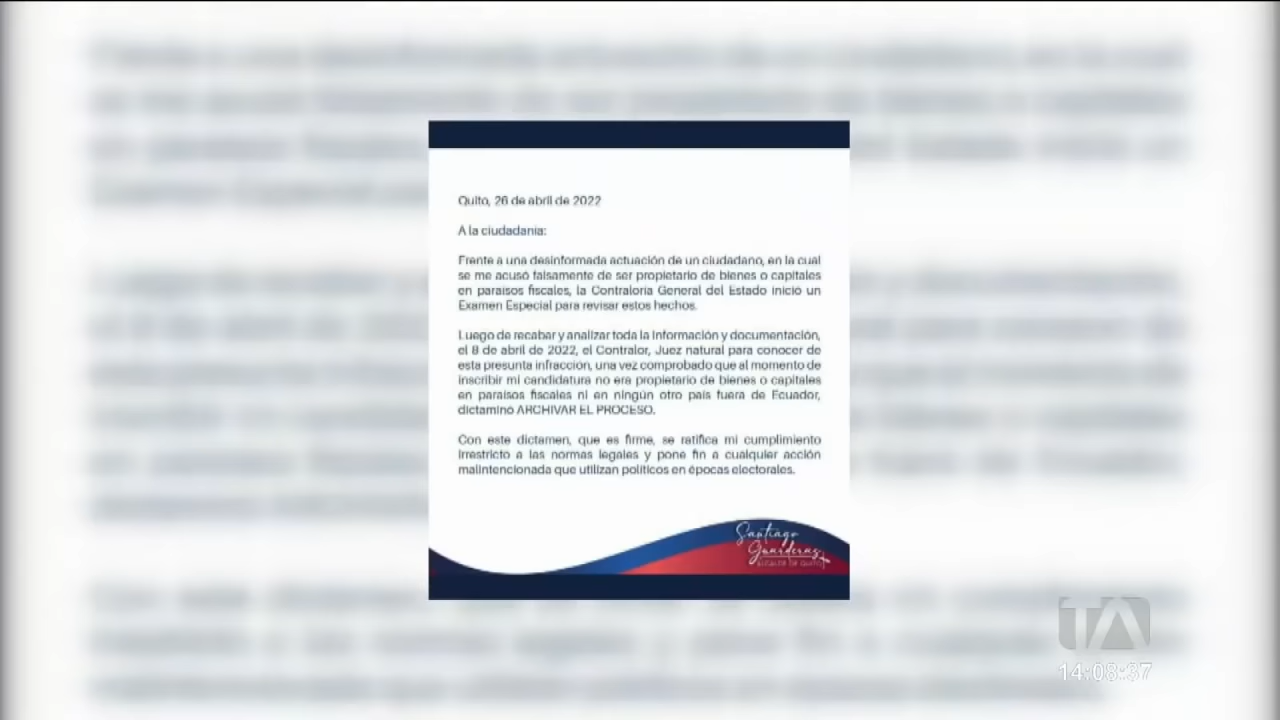 Quito, 26 de abril de 2022
A la ciudadanía:
Frente a una desinformada actuación de un ciudadano, en la cual
se me acusó falsamente de ser propietario de bienes o capitales
en paraísos fiscales, la Contraloría General del Estado inició un
Examen Especial para revisar estos hechos.
Luego de recabar y analizar toda la información y documentación,
el 8 de abril de 2022, el Contralor, Juez natural para conocer de
esta presunta infracción, una vez comprobado que al momento de
inscribir mi candidatura no era propietario de bienes o capitales
en paraísos fiscales ni en ningún otro país fuera de Ecuador,
dictaminó ARCHIVAR EL PROCESO.
Con este dictamen, que es firme, se ratifica mi cumplimiento
irrestricto a las normas legales y pone fin a cualquier acción
malintencionada que utilizan políticos en épocas electorales.
Santiago
Guarderas
ALCALDE DE QUITO
TA
14:08:37